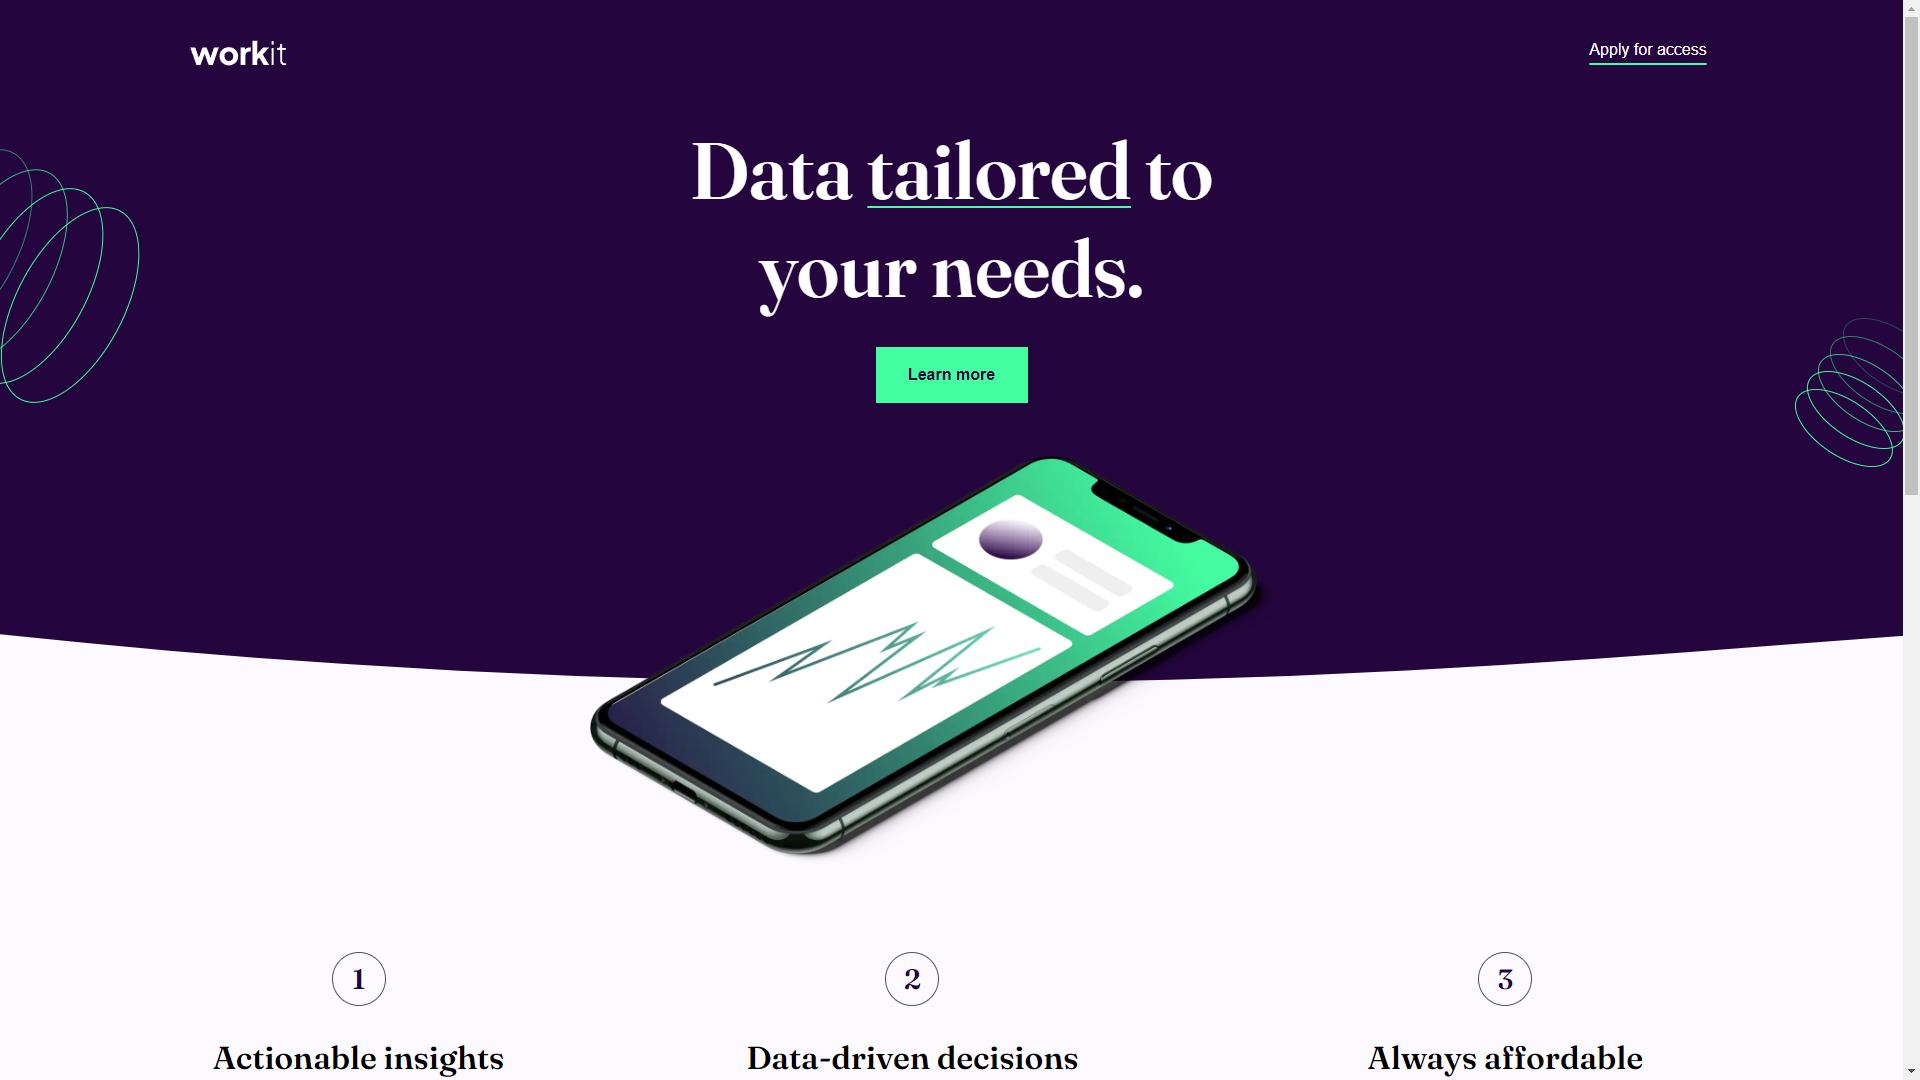 workit
Apply for access
Data tailored to
your needs.
Learn more
1
2
3
Actionable insights
Data-driven decisions
Always affordable